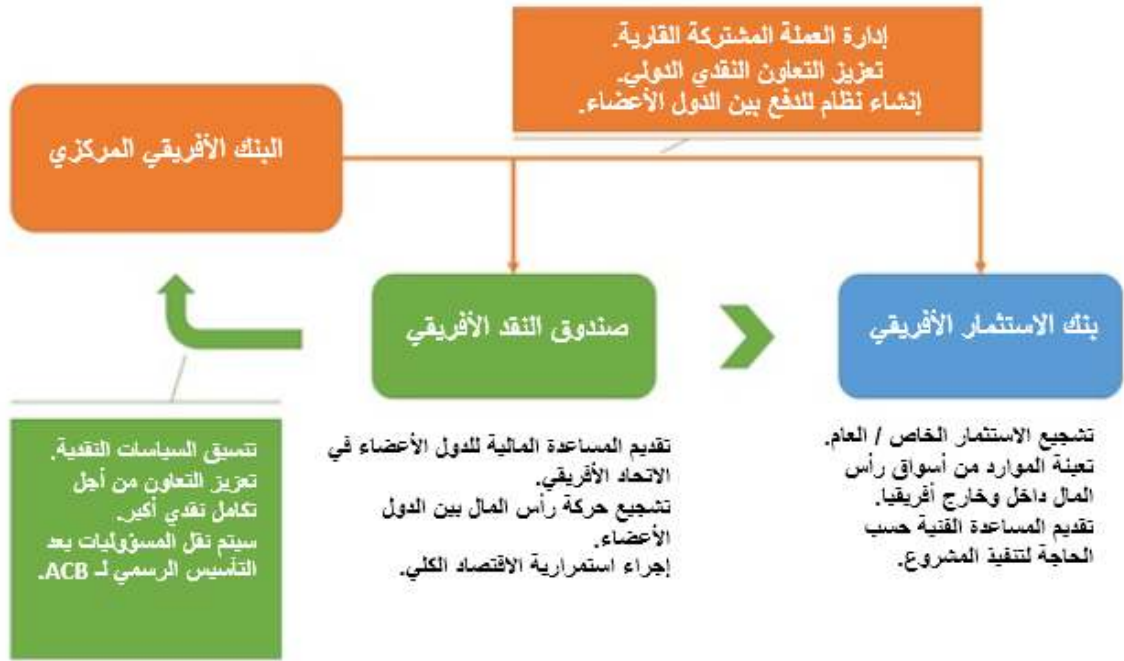 إدارة العملة المشتركة القارية.
تعزيز التعاون النقدي الدولي.
إنشاء نظام للدفع بين الدول الأعضاء.
البنك الأفريقي المركزي
صندوق النقد الأفريقي
بنك الاستثمار الأفريقي
تنسيق السياسات النقدية.
تعزيز التعاون من أجل
تكامل نقدي أكبر.
سيتم نقل المسؤوليات بعد
التأسيس الرسمي لـ ACB.
تقديم المساعدة المالية للدول الأعضاء في
الاتحاد الأفريقي.
تشجيع حركة رأس المال بين الدول
الأعضاء.
إجراء استمرارية الاقتصاد الكلي.
تشجيع الاستثمار الخاص / العام.
تعبئة الموارد من أسواق رأس
المال داخل وخارج أفريقيا.
تقديم المساعدة الفنية حسب
الحاجة لتنفيذ المشروع.